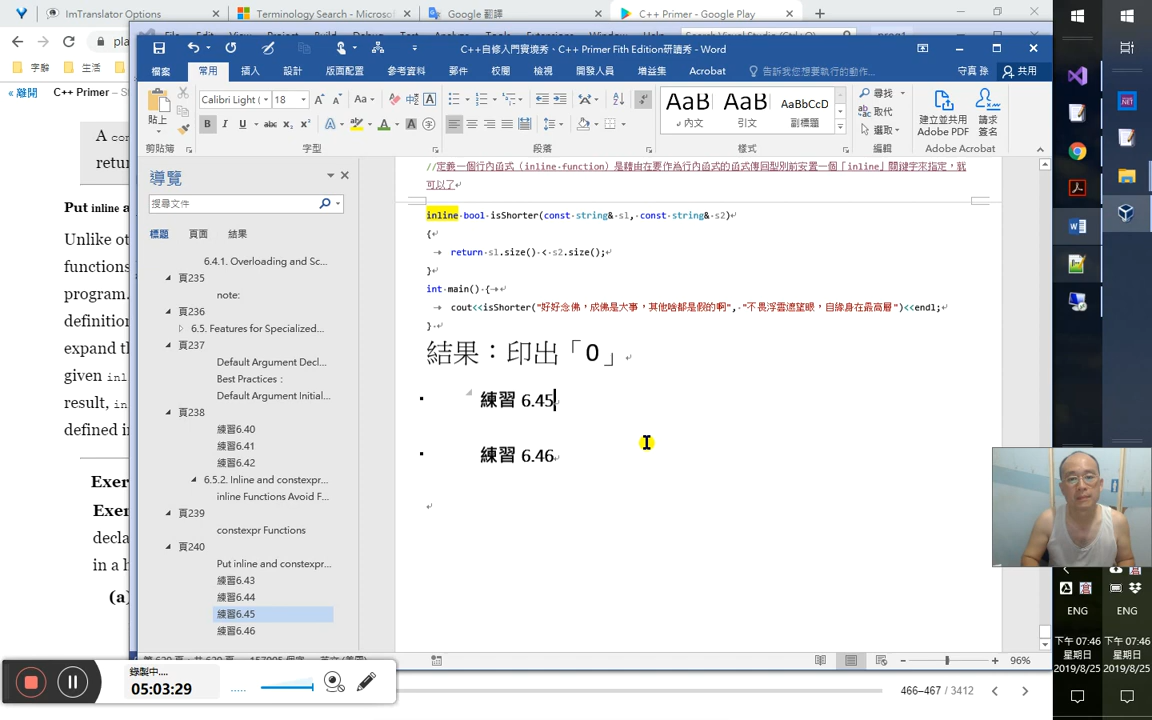 ImTranslator Options
Terminology Search - Microso
Google 翻譯
C++ Primer - Google Play
C++自修入門實境秀、C++ Primer Fith Edition研讀秀 - Word
檔案
常用
插入
設計
版面配置
參考資料
郵件
校閱
檢視
開發人員
增益集
Acrobat
告訴我您想要執行的動作...
守真 孫
共用
字辭
生活
離開
C++ Primer
貼上
剪貼簿
Calibri Light (
18
字型
段落
AaBb
內文
AaBb
引文
AaBbCcD
副標題
樣式
尋找
取代
選取
編輯
建立並共用
Adobe PDF
請求
簽名
Adobe Acrobat
retur
Put inline a
Unlike ot
functions
program.
definition
expand th
given inl
result, in
defined in
Exer
Exer
decla
in a h
(a)
導覽
搜尋文件
標題
頁面
結果
6.4.1. Overloading and Sc...
頁235
note:
頁236
6.5. Features for Specialized...
頁237
Default Argument Decl...
Best Practices：
Default Argument Initial...
頁238
練習6.40
練習6.41
練習6.42
6.5.2. Inline and constexpr...
inline Functions Avoid F...
頁239
constexpr Functions
頁240
Put inline and constexpr...
練習6.43
練習6.44
練習6.45
練習6.46
//定義一個行內函式（inline function）是藉由在要作為行內函式的函式傳回型別前安置一個「inline」關鍵字來指定，就
可以了
inline bool isShorter(const string& s1, const string& s2)
{
return s1.size() < s2.size();
}
int main() {
cout<<isShorter("好好念佛，成佛是大事，其他啥都是假的啊", "不畏浮雲遮望眼，自緣身在最高層")<<endl;
}
結果：印出「0」
練習 6.45
練習 6.46
96%
錄製中....
05:03:29
466–467 / 3412
ENG
ENG
下午 07:46
星期日
2019/8/25
下午 07:46
星期日
2019/8/25